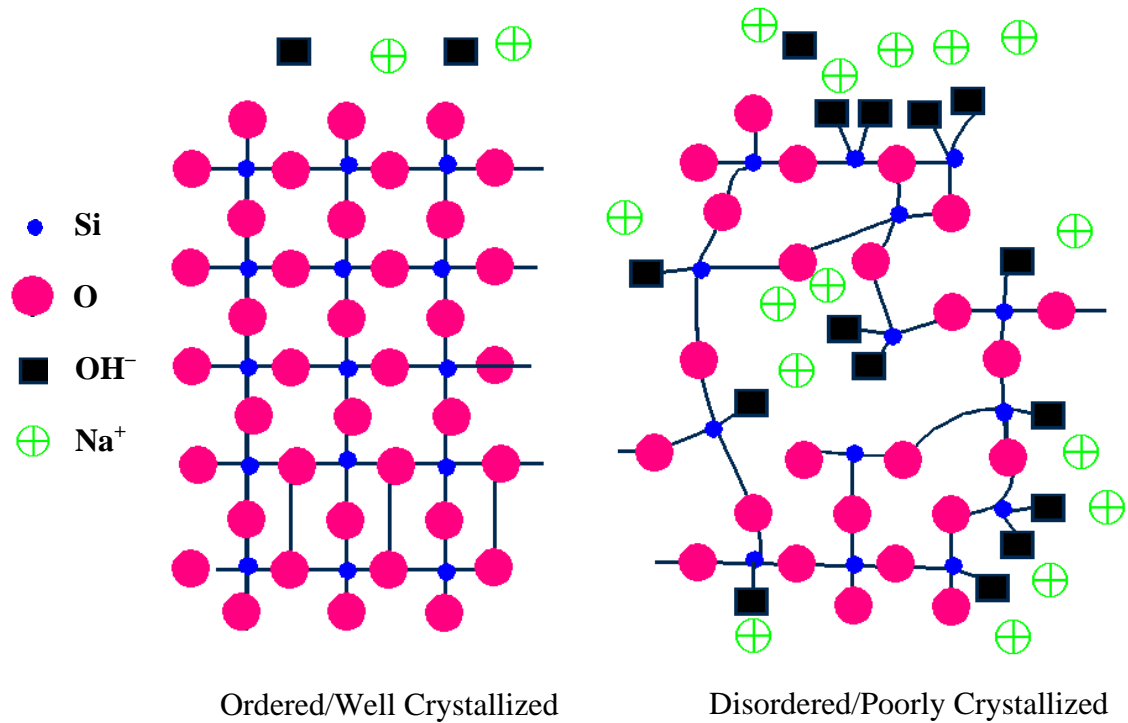 Si
O
OH⁻
Na⁺
Ordered/Well Crystallized
Disordered/Poorly Crystallized